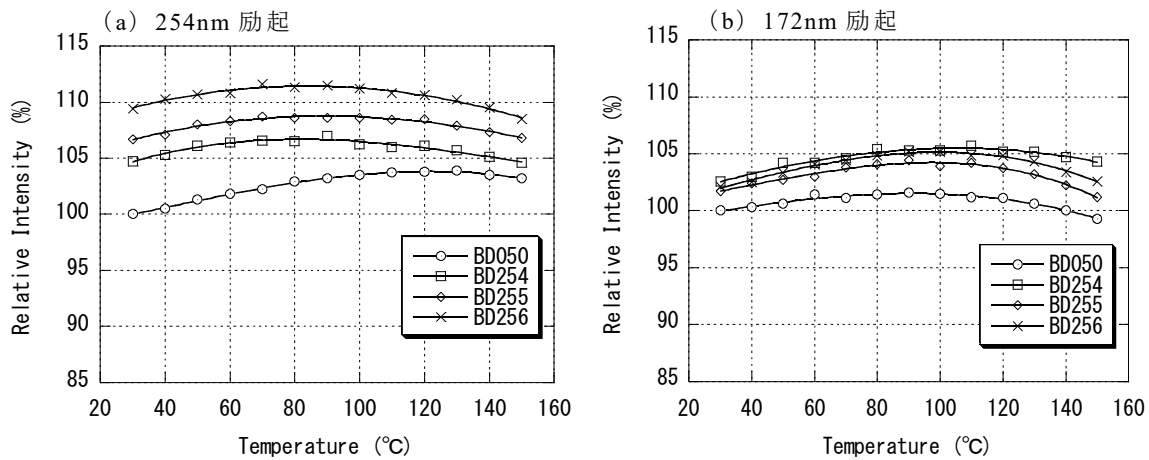 (a) 254nm 励起
115
110
105
100
95
90
85
Relative Intensity (%)
BD050
BD254
BD255
BD256
20 40 60 80 100 120 140 160
Temperature (℃)
(b) 172nm 励起
115
110
105
100
95
90
85
Relative Intensity (%)
BD050
BD254
BD255
BD256
20 40 60 80 100 120 140 160
Temperature (℃)